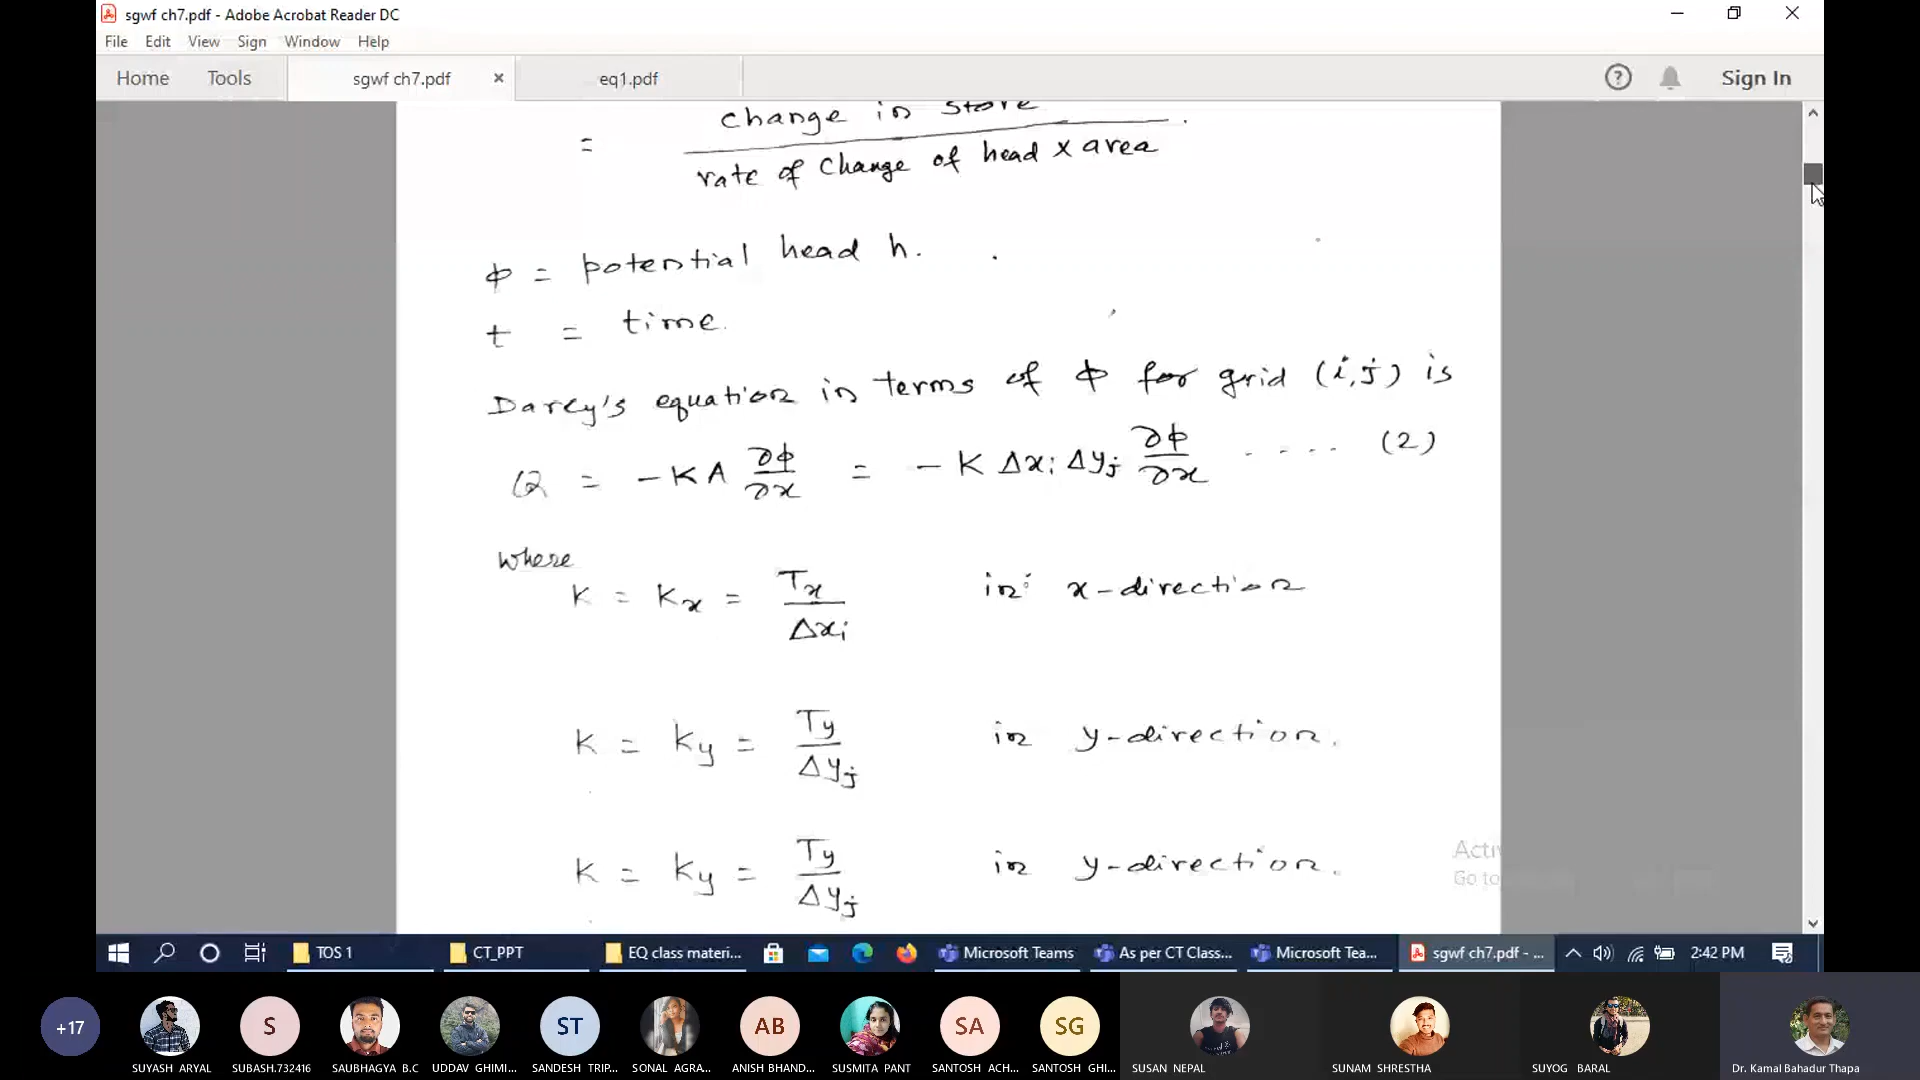 sgwf ch7.pdf - Adobe Acrobat Reader DC
File Edit View Sign Window Help
Home Tools sgwf ch7.pdf × eq1.pdf ? Sign In
change in store
= rate of change of head x area
ϕ = potential head h.
t = time.
Darcy's equation in terms of ϕ for grid (i,j) is
Q = -KA ∂ϕ/∂x = -K Δxi Δyj ∂ϕ/∂x ..... (2)
where
K = Kx = Tx/Δxi in x-direction
K = Ky = Ty/Δyj in y-direction.
K = Ky = Ty/Δyj in y-direction.
Go to
TOS 1 CT_PPT EQ class materi... Microsoft Teams As per CT Class... Microsoft Tea... sgwf ch7.pdf - ... 2:42 PM
+17 S ST AB SA SG
SUYASH ARYAL SUBASH.732416 SAUBHAGYA B.C UDDAV GHIMI... SANDESH TRIP... SONAL AGRA... ANISH BHAND... SUSMITA PANT SANTOSH ACH... SANTOSH GHI... SUSAN NEPAL SUNAM SHRESTHA SUYOG BARAL Dr. Kamal Bahadur Thapa